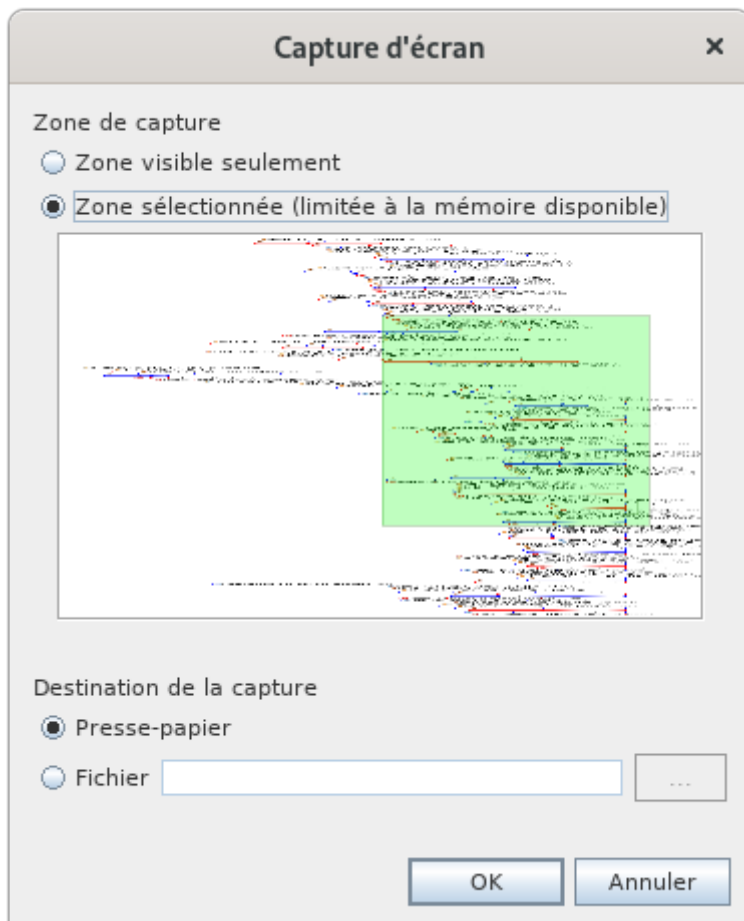 Capture d'écran
Zone de capture
Zone visible seulement
Zone sélectionnée (limitée à la mémoire disponible)
Destination de la capture
Presse-papier
Fichier
...
OK
Annuler